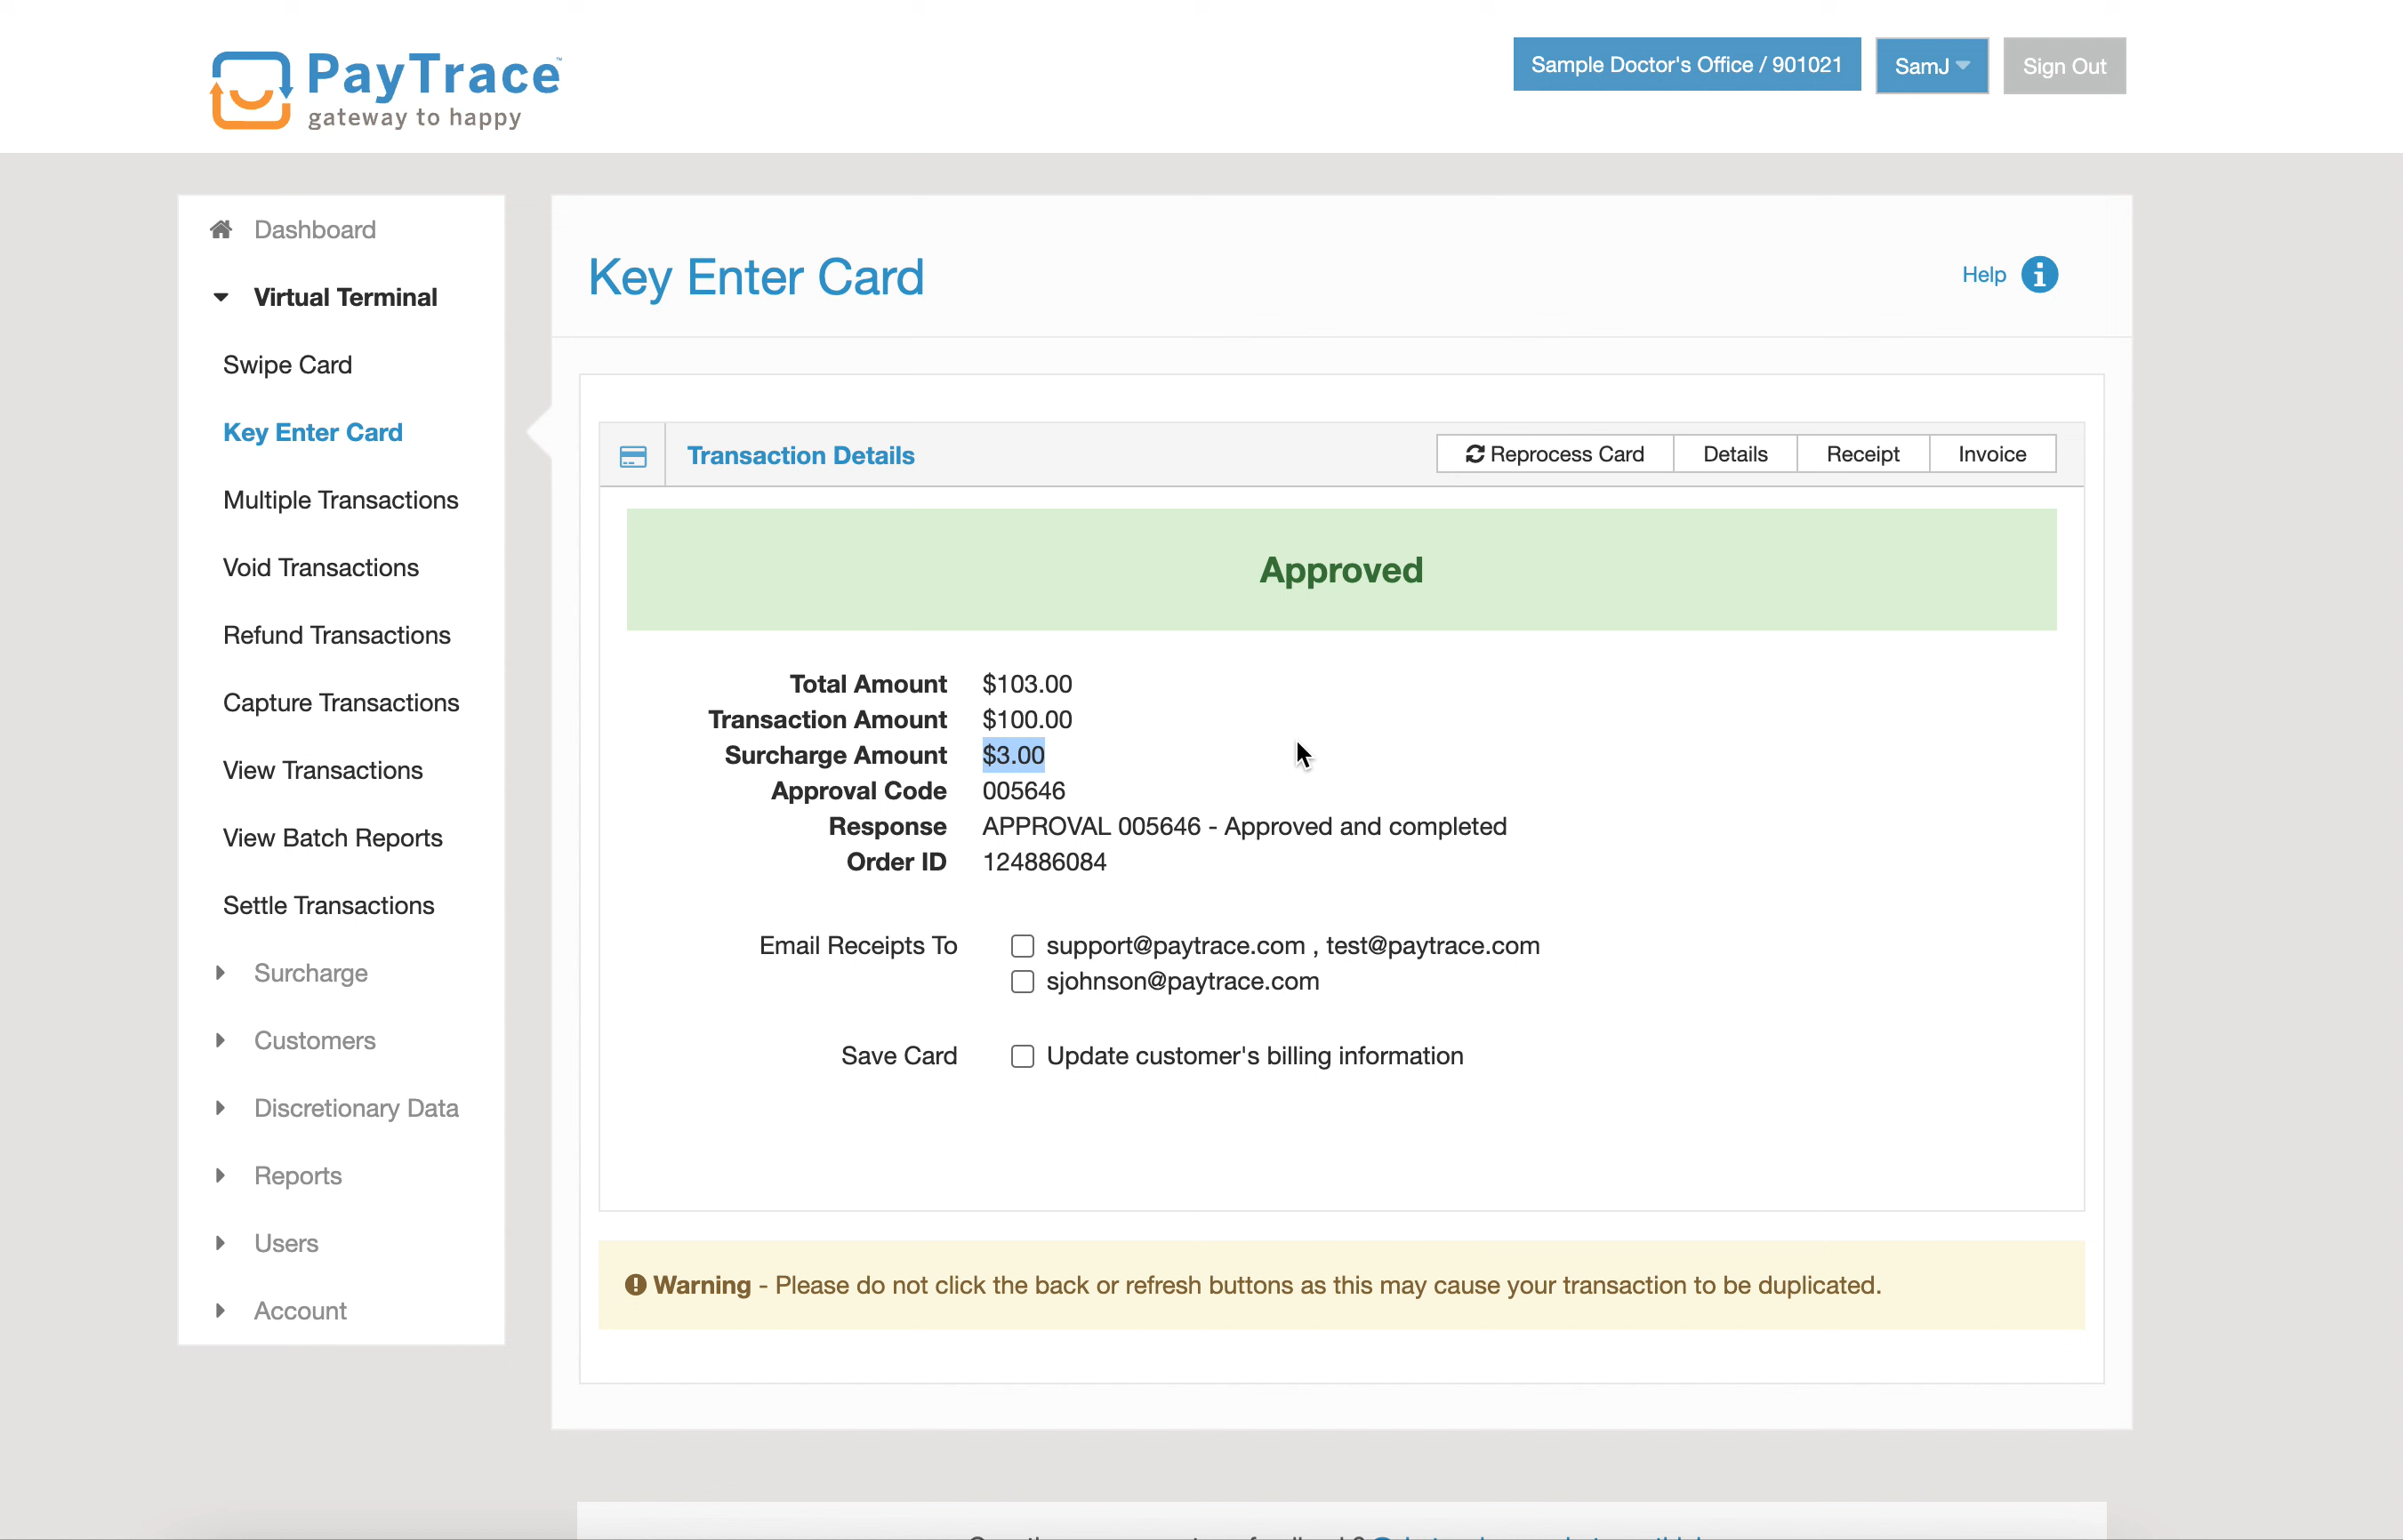 PayTrace™
gateway to happy
Sample Doctor's Office / 901021
SamJ
Sign Out
Dashboard
Virtual Terminal
Swipe Card
Key Enter Card
Multiple Transactions
Void Transactions
Refund Transactions
Capture Transactions
View Transactions
View Batch Reports
Settle Transactions
Surcharge
Customers
Discretionary Data
Reports
Users
Account
Key Enter Card
Help
Transaction Details
Reprocess Card
Details
Receipt
Invoice
Approved
Total Amount $103.00
Transaction Amount $100.00
Surcharge Amount $3.00
Approval Code 005646
Response APPROVAL 005646 - Approved and completed
Order ID 124886084
Email Receipts To support@paytrace.com , test@paytrace.com
sjohnson@paytrace.com
Save Card Update customer's billing information
Warning - Please do not click the back or refresh buttons as this may cause your transaction to be duplicated.